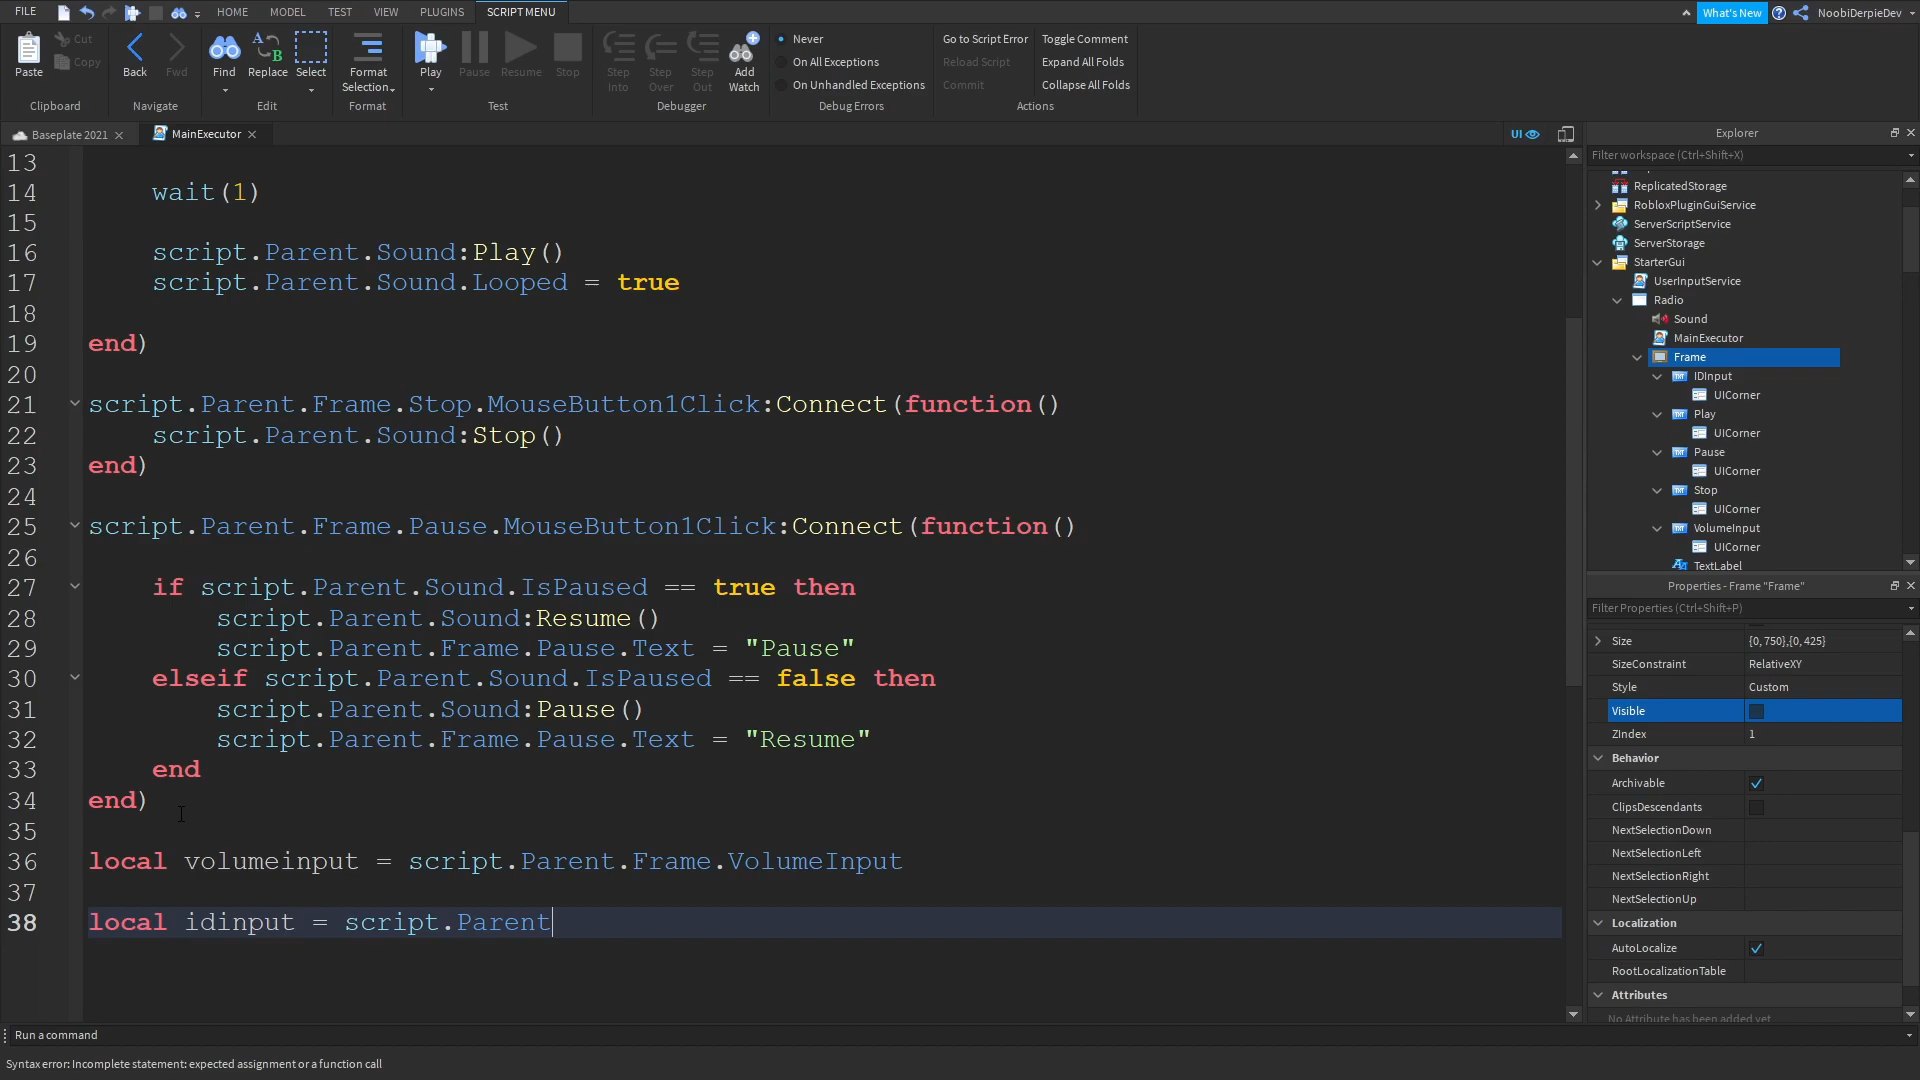 FILE HOME MODEL TEST VIEW PLUGINS SCRIPT MENU What's New NoobiDerpieDev
Paste Cut Copy Clipboard
Back Fwd Navigate
Find Replace Select Edit
Format Selection Format
Play Pause Resume Stop Test
Step Into Step Over Step Out Add Watch Debugger
Never
On All Exceptions
On Unhandled Exceptions
Debug Errors
Go to Script Error Toggle Comment
Reload Script Expand All Folds
Commit Collapse All Folds
Actions
Baseplate 2021 MainExecutor UI
13
14 wait(1)
15
16 script.Parent.Sound:Play()
17 script.Parent.Sound.Looped = true
18
19 end)
20
21 script.Parent.Frame.Stop.MouseButton1Click:Connect(function()
22 script.Parent.Sound:Stop()
23 end)
24
25 script.Parent.Frame.Pause.MouseButton1Click:Connect(function()
26
27 if script.Parent.Sound.IsPaused == true then
28 script.Parent.Sound:Resume()
29 script.Parent.Frame.Pause.Text = "Pause"
30 elseif script.Parent.Sound.IsPaused == false then
31 script.Parent.Sound:Pause()
32 script.Parent.Frame.Pause.Text = "Resume"
33 end
34 end)
35
36 local volumeinput = script.Parent.Frame.VolumeInput
37
38 local idinput = script.Parent
Explorer
Filter workspace (Ctrl+Shift+X)
ReplicatedStorage
RobloxPluginGuiService
ServerScriptService
ServerStorage
StarterGui
UserInputService
Radio
Sound
MainExecutor
Frame
IDInput
UICorner
Play
UICorner
Pause
UICorner
Stop
UICorner
VolumeInput
UICorner
TextLabel
Properties - Frame "Frame"
Filter Properties (Ctrl+Shift+P)
Size {0, 750},{0, 425}
SizeConstraint RelativeXY
Style Custom
Visible
ZIndex 1
Behavior
Archivable
ClipsDescendants
NextSelectionDown
NextSelectionLeft
NextSelectionRight
NextSelectionUp
Localization
AutoLocalize
RootLocalizationTable
Attributes
No Attribute has been added yet
Run a command
Syntax error: Incomplete statement: expected assignment or a function call